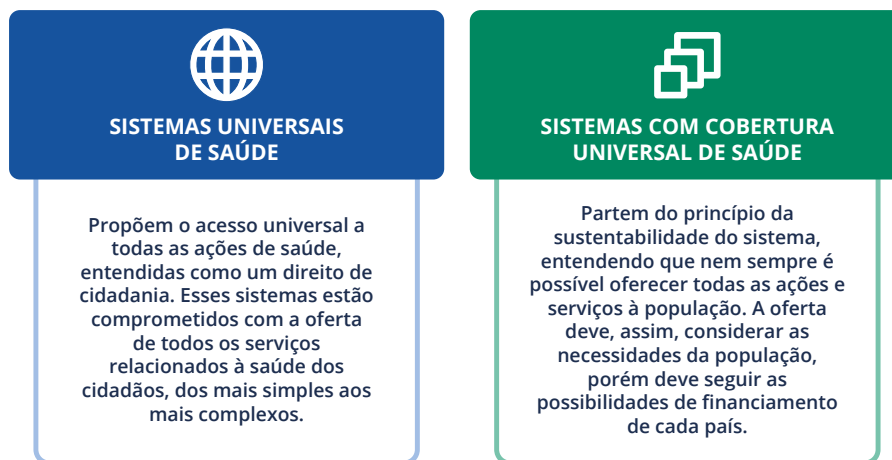 SISTEMAS UNIVERSAIS
DE SAÚDE
Propõem o acesso universal a
todas as ações de saúde,
entendidas como um direito de
cidadania. Esses sistemas estão
comprometidos com a oferta
de todos os serviços
relacionados à saúde dos
cidadãos, dos mais simples aos
mais complexos.
SISTEMAS COM COBERTURA
UNIVERSAL DE SAÚDE
Partem do princípio da
sustentabilidade do sistema,
entendendo que nem sempre é
possível oferecer todas as ações e
serviços à população. A oferta
deve, assim, considerar as
necessidades da população,
porém deve seguir as
possibilidades de financiamento
de cada país.